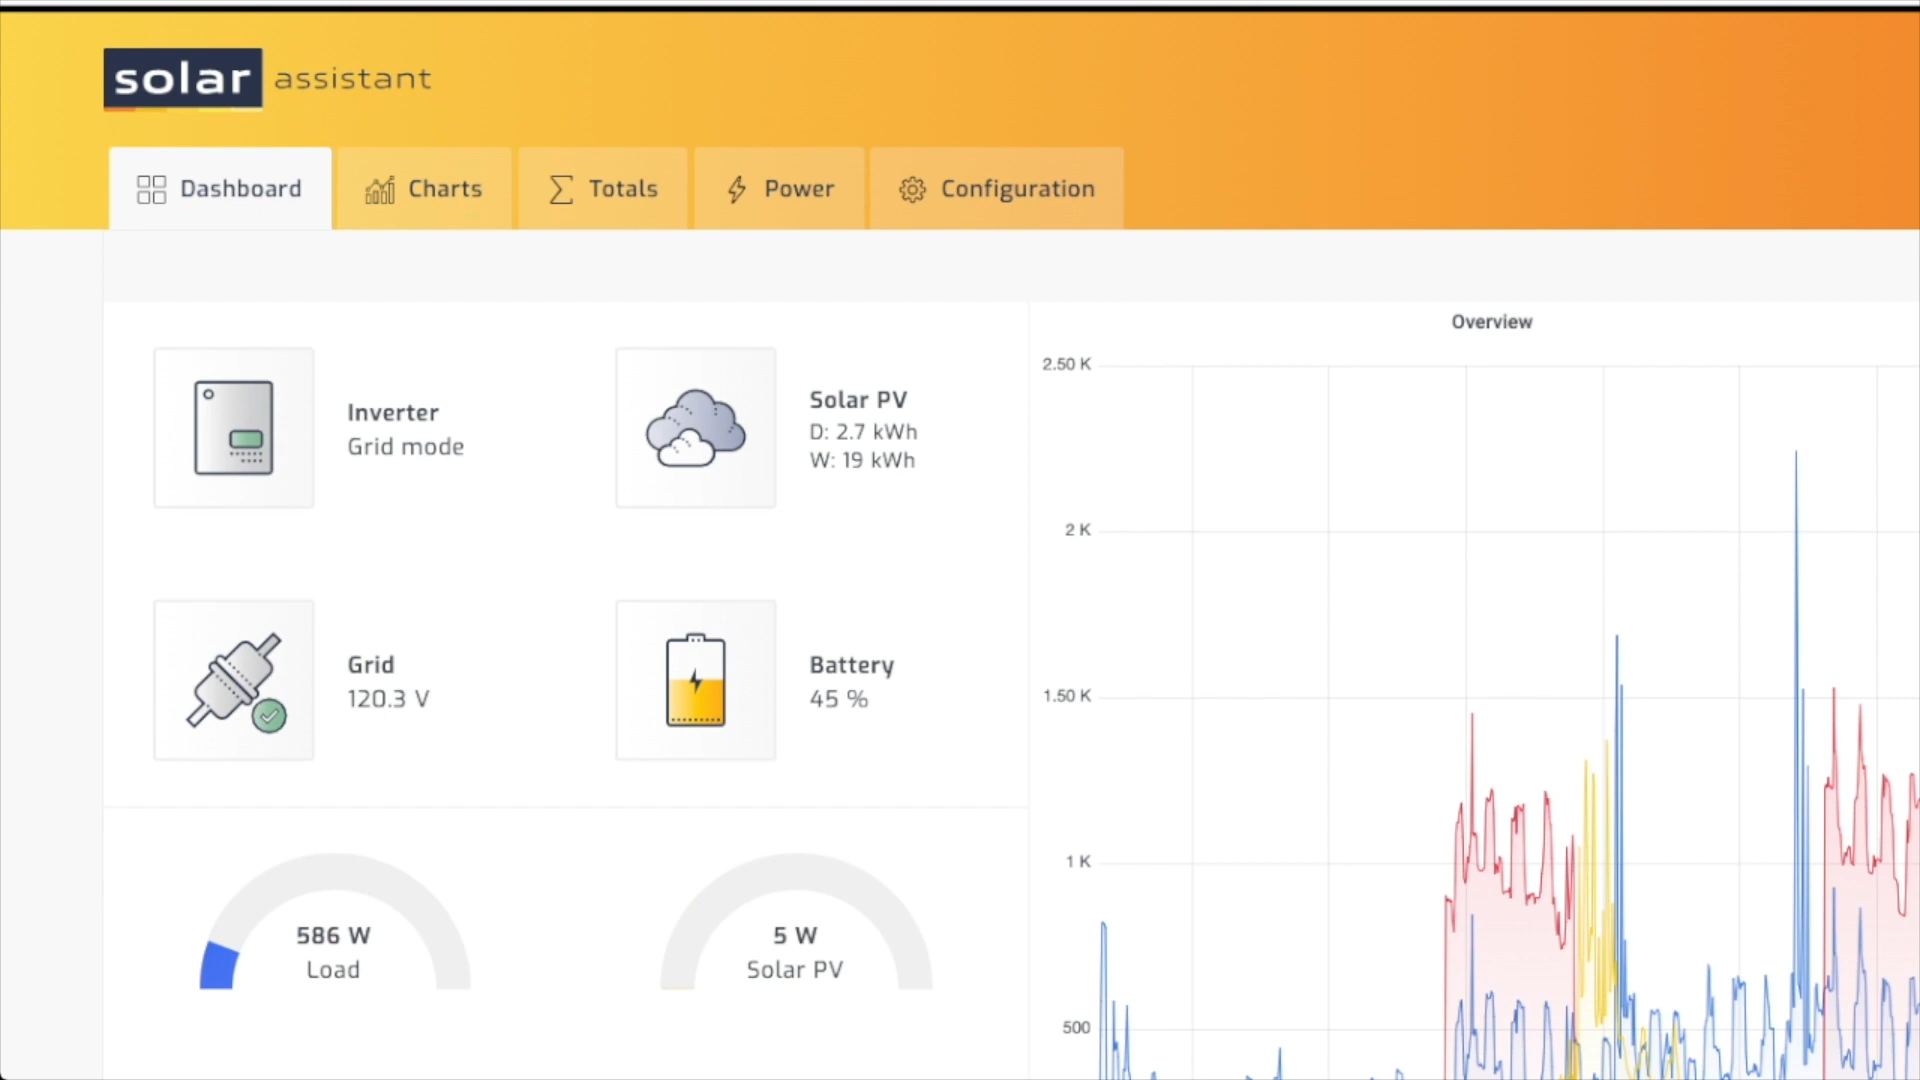 solar assistant
Dashboard
Charts
Totals
Power
Configuration
Inverter
Grid mode
Solar PV
D: 2.7 kWh
W: 19 kWh
Grid
120.3 V
Battery
45 %
586 W
Load
5 W
Solar PV
Overview
2.50 K
2 K
1.50 K
1 K
500